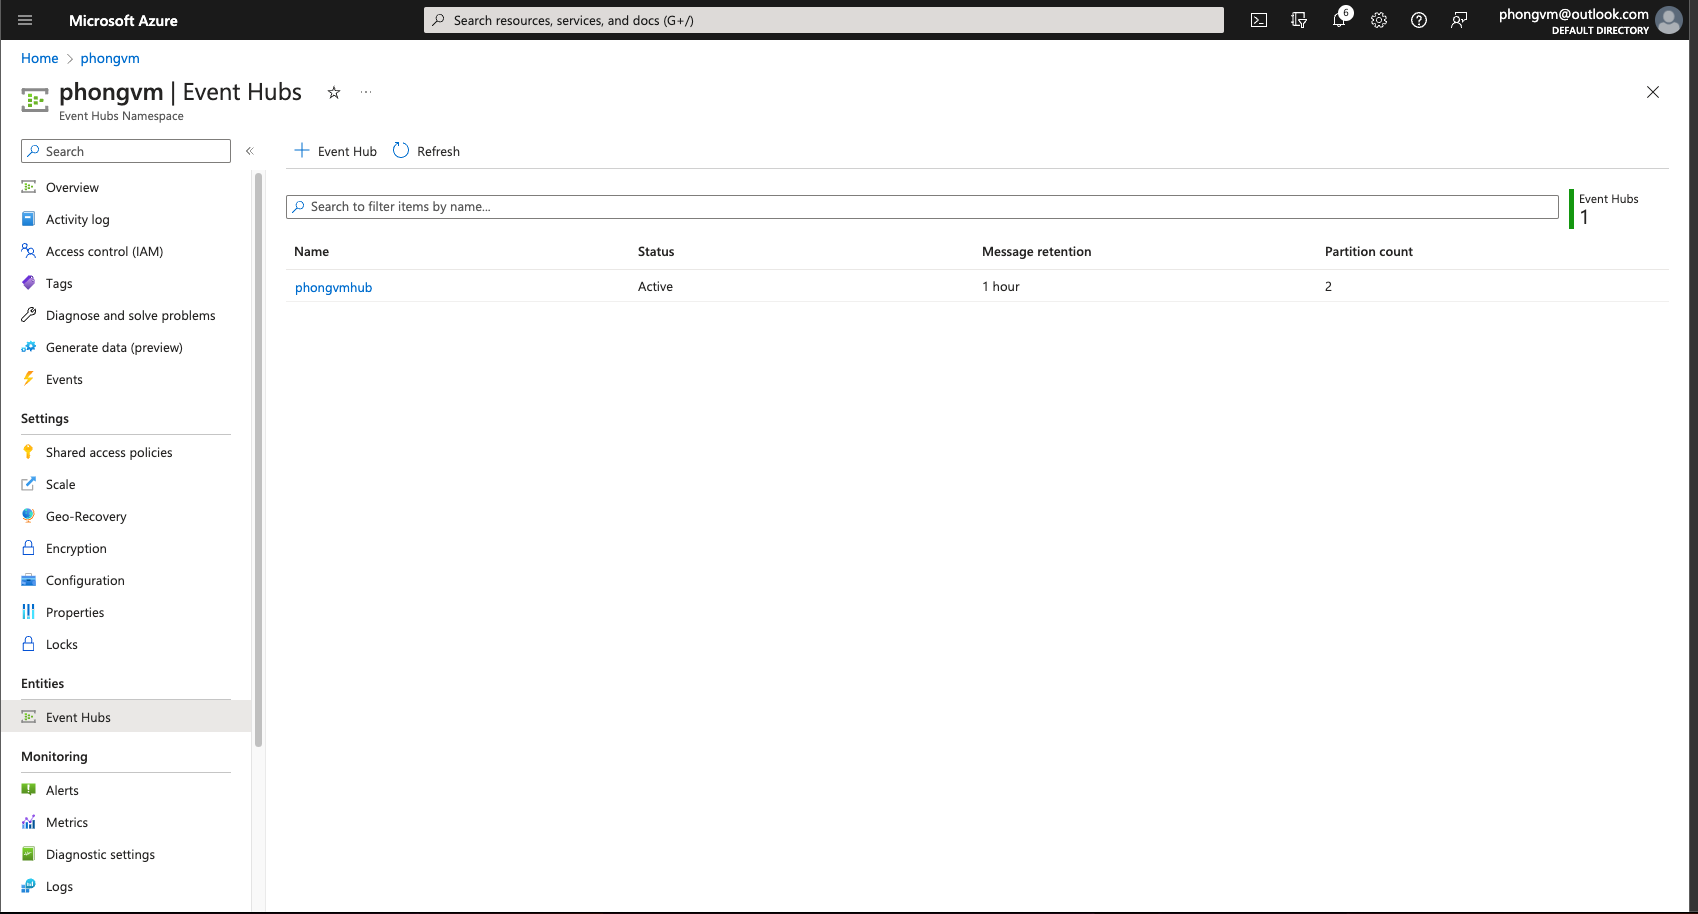 Microsoft Azure
Search resources, services, and docs (G+/)
6
phongvm@outlook.com
DEFAULT DIRECTORY
Home > phongvm
phongvm | Event Hubs
Event Hubs Namespace
Search
Event Hub
Refresh
Overview
Activity log
Access control (IAM)
Tags
Diagnose and solve problems
Generate data (preview)
Events
Settings
Shared access policies
Scale
Geo-Recovery
Encryption
Configuration
Properties
Locks
Entities
Event Hubs
Monitoring
Alerts
Metrics
Diagnostic settings
Logs
Search to filter items by name...
Event Hubs
1
Name Status Message retention Partition count
phongvmhub Active 1 hour 2